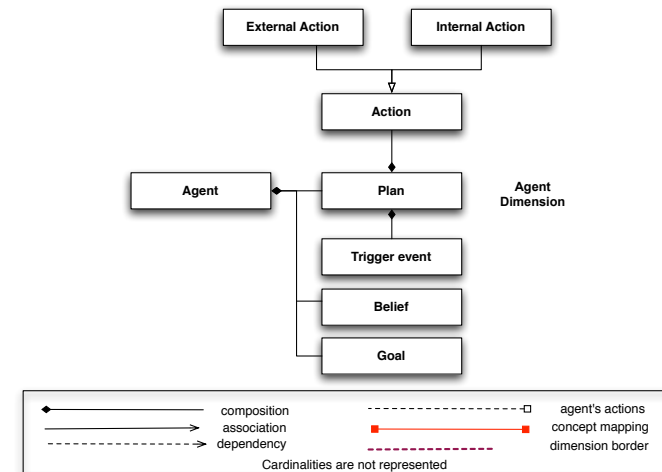 External Action
Internal Action
Action
Agent
Plan
Agent
Dimension
Trigger event
Belief
Goal
composition
association
dependency
agent's actions
concept mapping
dimension border
Cardinalities are not represented